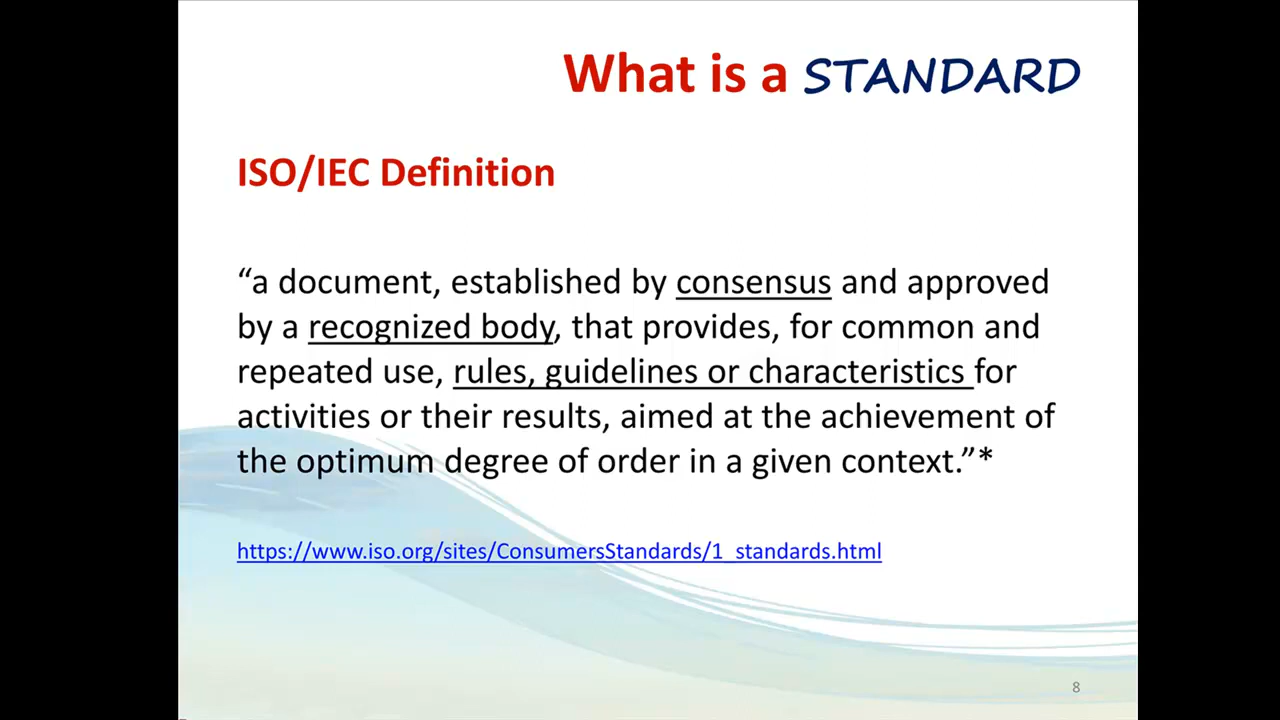 What is a STANDARD
ISO/IEC Definition
“a document, established by consensus and approved
by a recognized body, that provides, for common and
repeated use, rules, guidelines or characteristics for
activities or their results, aimed at the achievement of
the optimum degree of order in a given context.”*
https://www.iso.org/sites/ConsumersStandards/1_standards.html
8